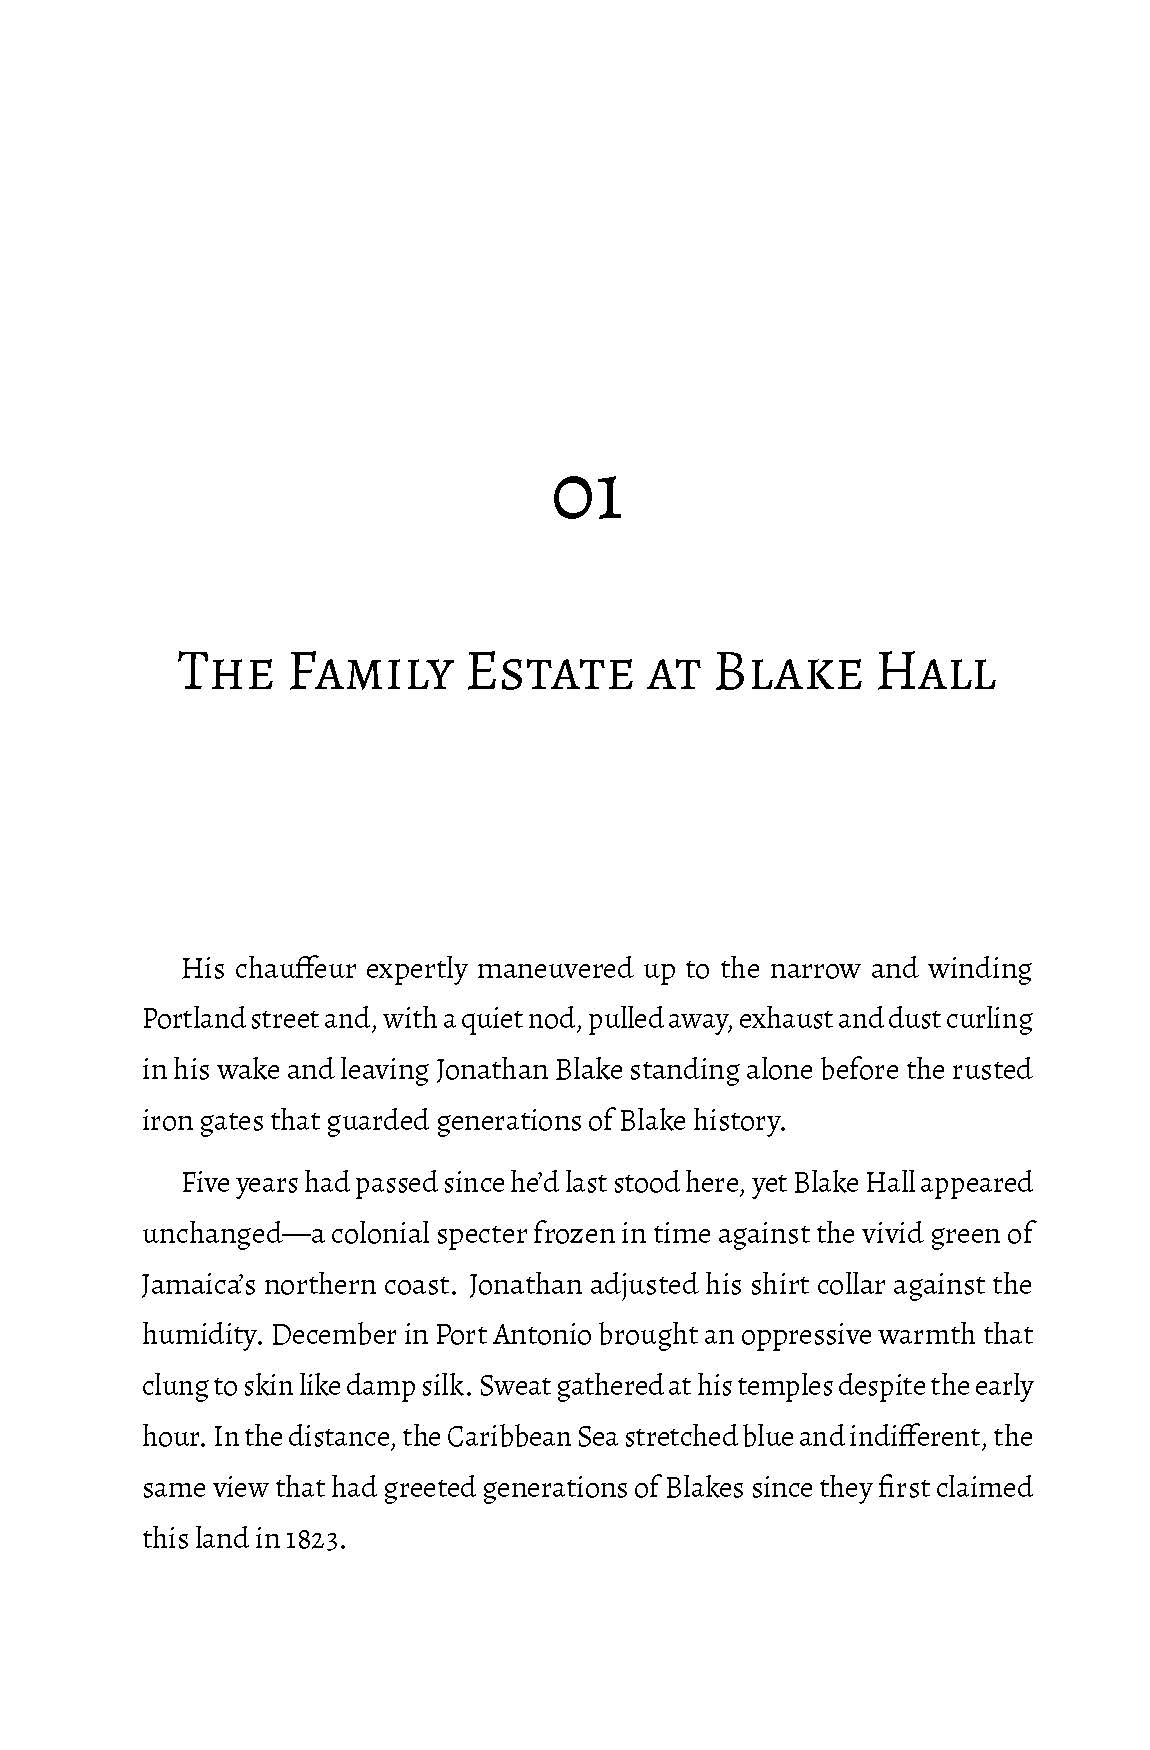 01
The Family Estate at Blake Hall
His chauffeur expertly maneuvered up to the narrow and winding
Portland street and, with a quiet nod, pulled away, exhaust and dust curling
in his wake and leaving Jonathan Blake standing alone before the rusted
iron gates that guarded generations of Blake history.
Five years had passed since he’d last stood here, yet Blake Hall appeared
unchanged—a colonial specter frozen in time against the vivid green of
Jamaica’s northern coast. Jonathan adjusted his shirt collar against the
humidity. December in Port Antonio brought an oppressive warmth that
clung to skin like damp silk. Sweat gathered at his temples despite the early
hour. In the distance, the Caribbean Sea stretched blue and indifferent, the
same view that had greeted generations of Blakes since they first claimed
this land in 1823.